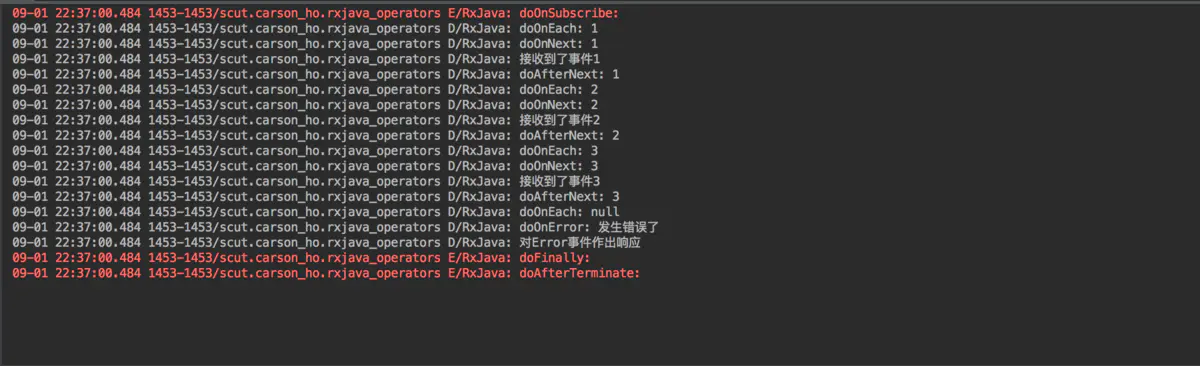 09-01 22:37:00.484 1453-1453/scut.carson_ho.rxjava_operators E/RxJava: doOnSubscribe:
09-01 22:37:00.484 1453-1453/scut.carson_ho.rxjava_operators D/RxJava: doOnEach: 1
09-01 22:37:00.484 1453-1453/scut.carson_ho.rxjava_operators D/RxJava: doOnNext: 1
09-01 22:37:00.484 1453-1453/scut.carson_ho.rxjava_operators D/RxJava: 接收到了事件1
09-01 22:37:00.484 1453-1453/scut.carson_ho.rxjava_operators D/RxJava: doAfterNext: 1
09-01 22:37:00.484 1453-1453/scut.carson_ho.rxjava_operators D/RxJava: doOnEach: 2
09-01 22:37:00.484 1453-1453/scut.carson_ho.rxjava_operators D/RxJava: doOnNext: 2
09-01 22:37:00.484 1453-1453/scut.carson_ho.rxjava_operators D/RxJava: 接收到了事件2
09-01 22:37:00.484 1453-1453/scut.carson_ho.rxjava_operators D/RxJava: doAfterNext: 2
09-01 22:37:00.484 1453-1453/scut.carson_ho.rxjava_operators D/RxJava: doOnEach: 3
09-01 22:37:00.484 1453-1453/scut.carson_ho.rxjava_operators D/RxJava: doOnNext: 3
09-01 22:37:00.484 1453-1453/scut.carson_ho.rxjava_operators D/RxJava: 接收到了事件3
09-01 22:37:00.484 1453-1453/scut.carson_ho.rxjava_operators D/RxJava: doAfterNext: 3
09-01 22:37:00.484 1453-1453/scut.carson_ho.rxjava_operators D/RxJava: doOnEach: null
09-01 22:37:00.484 1453-1453/scut.carson_ho.rxjava_operators D/RxJava: doOnError: 发生错误了
09-01 22:37:00.484 1453-1453/scut.carson_ho.rxjava_operators D/RxJava: 对Error事件作出响应
09-01 22:37:00.484 1453-1453/scut.carson_ho.rxjava_operators E/RxJava: doFinally:
09-01 22:37:00.484 1453-1453/scut.carson_ho.rxjava_operators E/RxJava: doAfterTerminate: